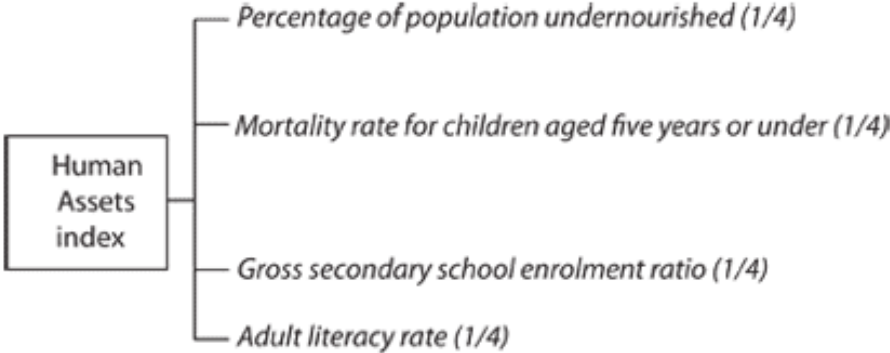 Percentage of population undernourished (1/4)
Mortality rate for children aged five years or under (1/4)
Human
Assets
index
Gross secondary school enrolment ratio (1/4)
Adult literacy rate (1/4)